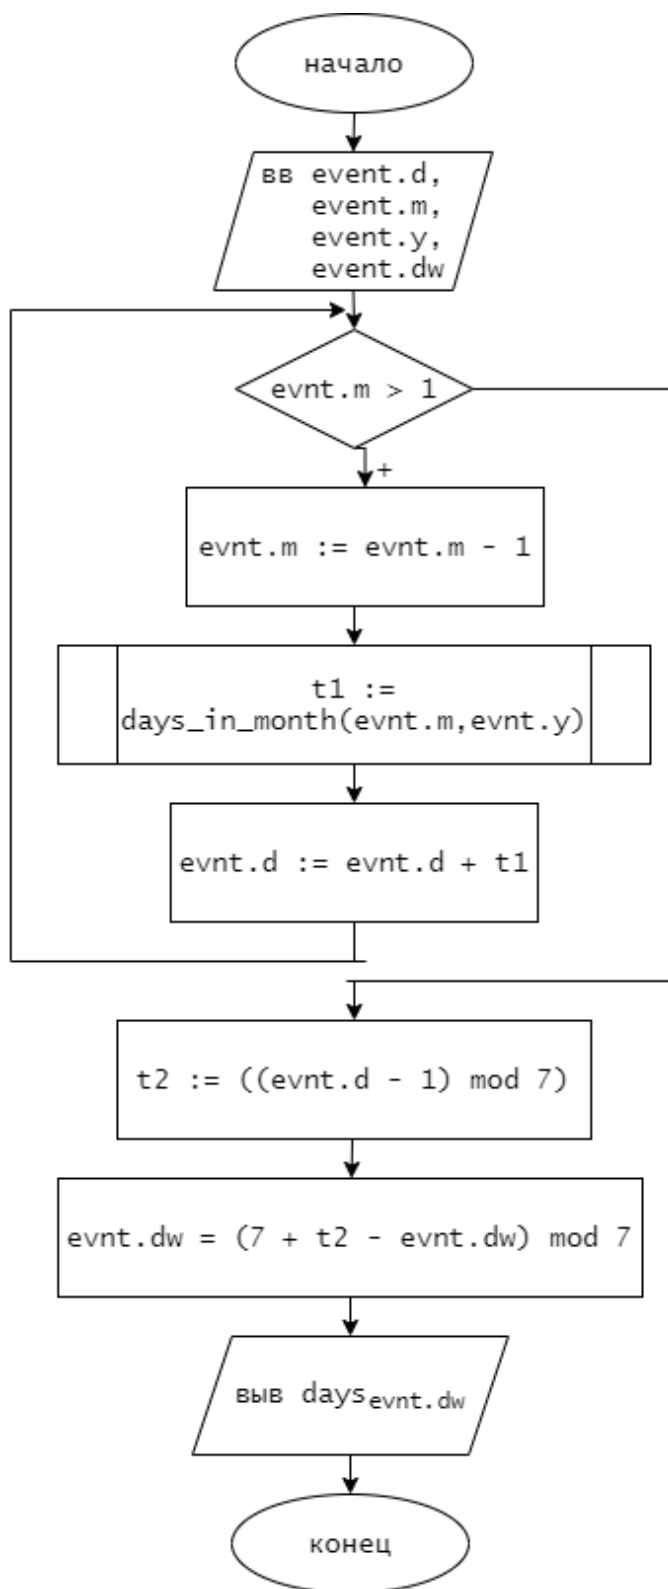 начало
вв event.d,
event.m,
event.y,
event.dw
evnt.m > 1
+
evnt.m := evnt.m - 1
t1 :=
days_in_month(evnt.m,evnt.y)
evnt.d := evnt.d + t1
t2 := ((evnt.d - 1) mod 7)
evnt.dw = (7 + t2 - evnt.dw) mod 7
выв days evnt.dw
конец